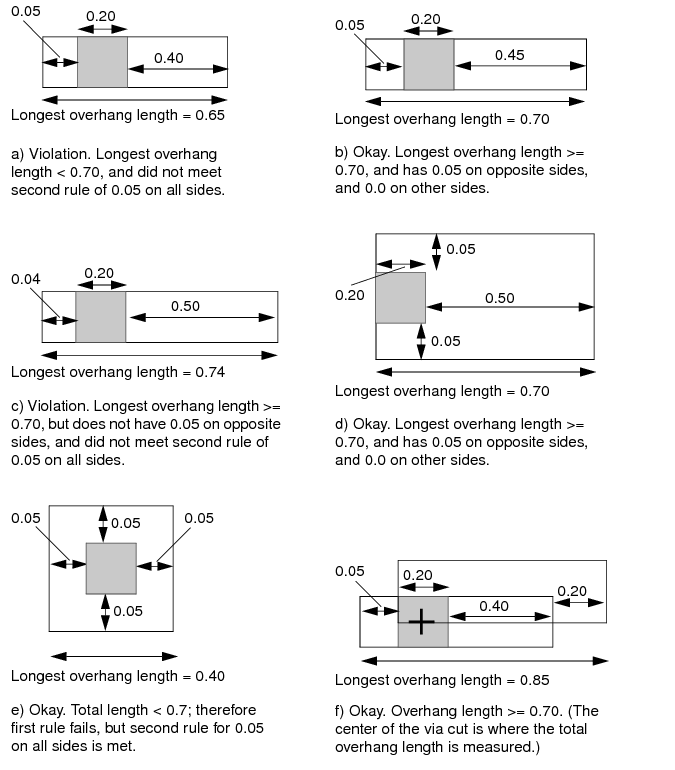 0.05
0.20
0.40
Longest overhang length = 0.65
a) Violation. Longest overhang
length < 0.70, and did not meet
second rule of 0.05 on all sides.
0.05
0.20
0.45
Longest overhang length = 0.70
b) Okay. Longest overhang length >=
0.70, and has 0.05 on opposite sides,
and 0.0 on other sides.
0.04
0.20
0.50
Longest overhang length = 0.74
c) Violation. Longest overhang length >=
0.70, but does not have 0.05 on opposite
sides, and did not meet second rule of
0.05 on all sides.
0.05
0.20
0.50
0.05
Longest overhang length = 0.70
d) Okay. Longest overhang length >=
0.70, and has 0.05 on opposite sides,
and 0.0 on other sides.
0.05
0.05
0.05
0.05
Longest overhang length = 0.40
e) Okay. Total length < 0.7; therefore
first rule fails, but second rule for 0.05
on all sides is met.
0.05
0.20
0.20
0.40
Longest overhang length = 0.85
f) Okay. Overhang length >= 0.70. (The
center of the via cut is where the total
overhang length is measured.)